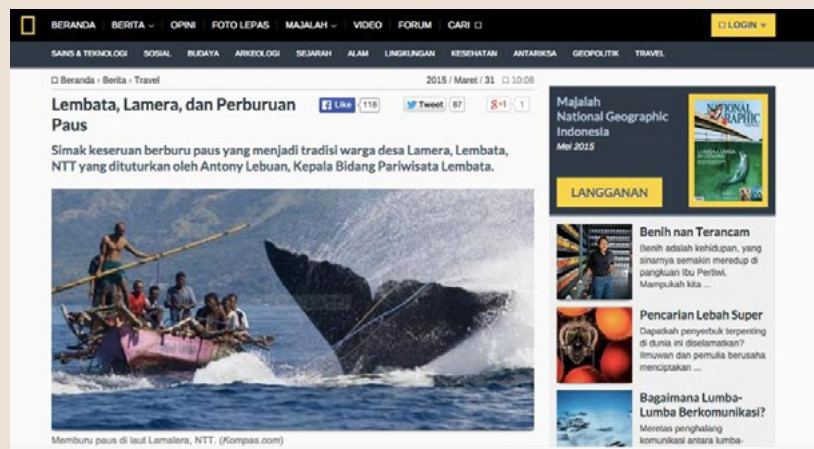 BERANDA BERITA OPINI FOTO LEPAS MAJALAH VIDEO FORUM CARI LOGIN
SAINS & TEKNOLOGI SOSIAL BUDAYA ARKEOLOGI SEJARAH ALAM LINGKUNGAN KESEHATAN ANTARIKSA GEOPOLITIK TRAVEL
Beranda › Berita › Travel 2015 / Maret / 31 10:08
Lembata, Lamera, dan Perburuan
Paus
Like 118 Tweet 87 g+1 1
Simak keseruan berburu paus yang menjadi tradisi warga desa Lamera, Lembata,
NTT yang dituturkan oleh Antony Lebuan, Kepala Bidang Pariwisata Lembata.
Memburu paus di laut Lamalera, NTT. (Kompas.com)
Majalah
National Geographic
Indonesia
Mei 2015
LANGGANAN
NATIONAL
GEOGRAPHIC
Benih nan Terancam
Benih adalah kehidupan, yang
sinarnya semakin meredup di
pangkuan Ibu Pertiwi.
Mampukah kita ...
Pencarian Lebah Super
Dapatkah penyerbuk terpenting
di dunia ini diselamatkan?
Ilmuwan dan pemulia berusaha
menciptakan ...
Bagaimana Lumba-
Lumba Berkomunikasi?
Meretas penghalang
komunikasi antara lumba-